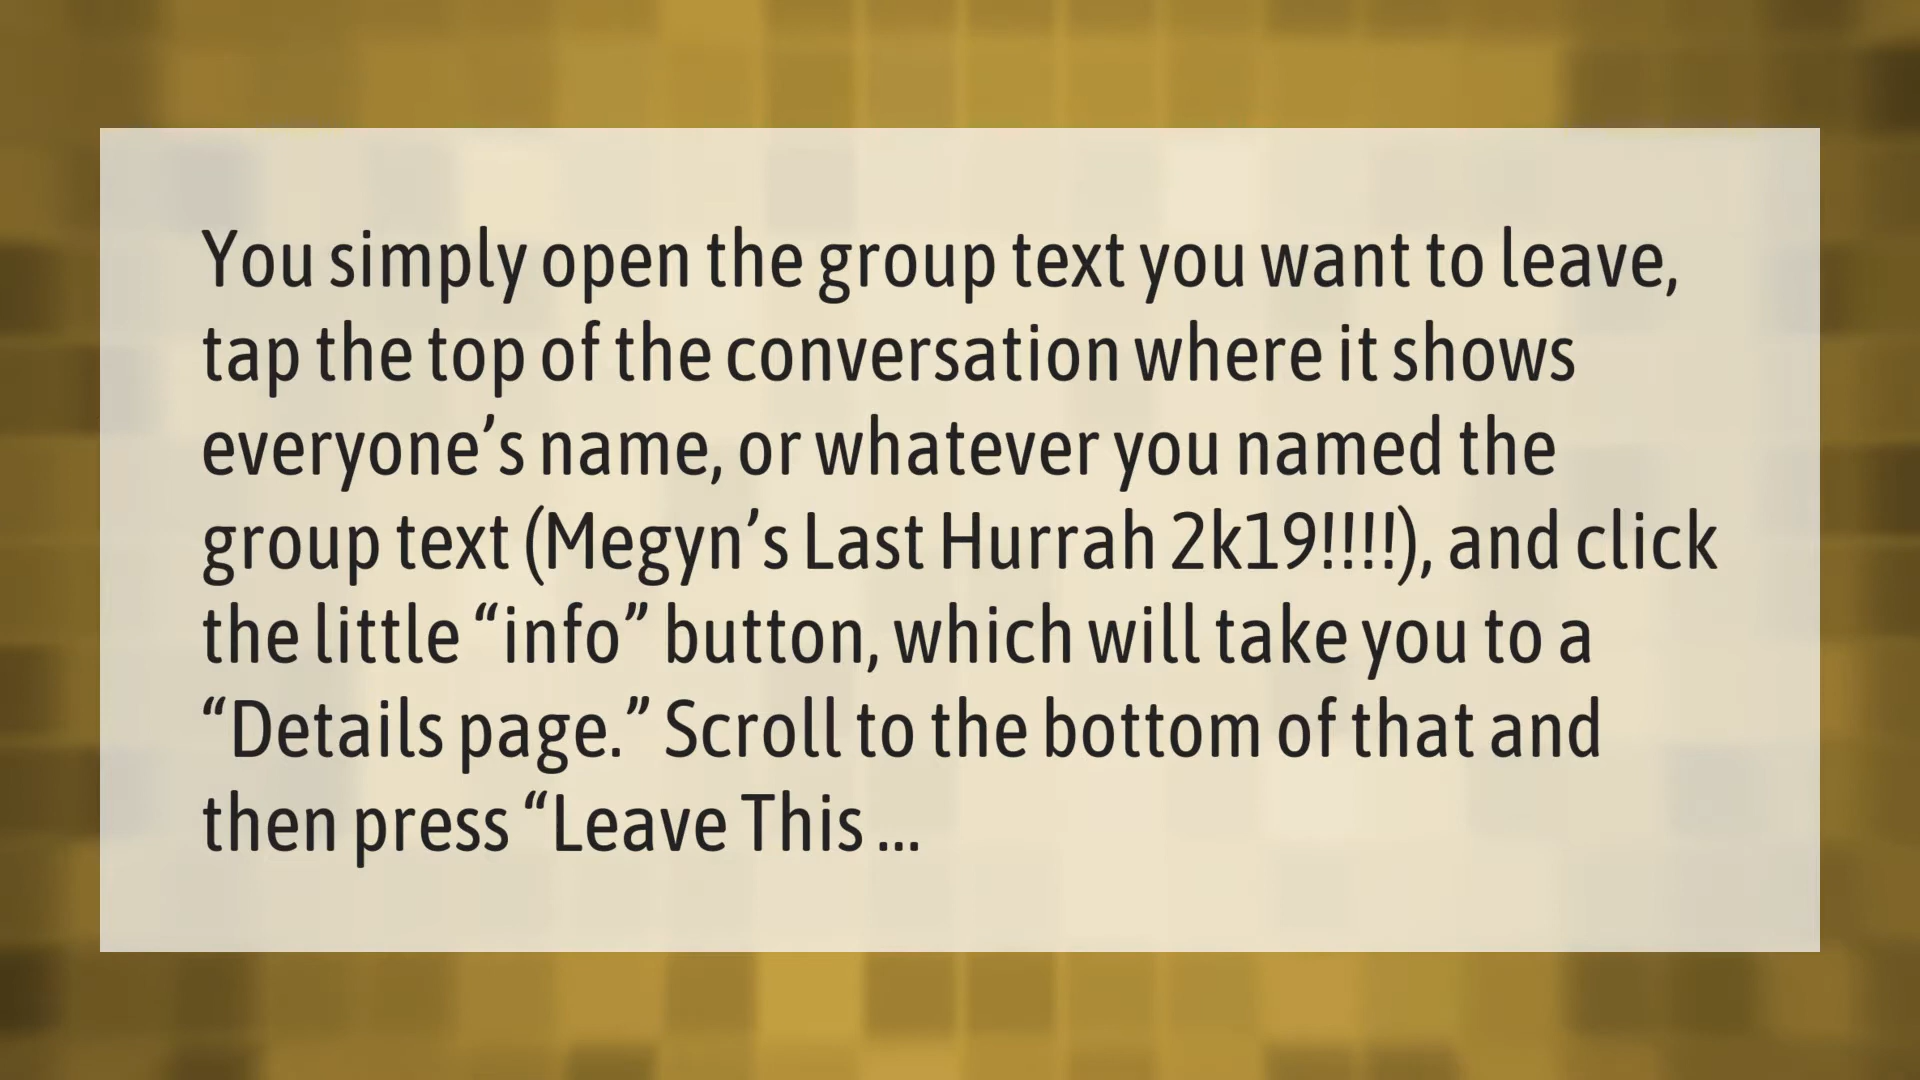 You simply open the group text you want to leave,
tap the top of the conversation where it shows
everyone’s name, or whatever you named the
group text (Megyn’s Last Hurrah 2k19!!!!), and click
the little “info” button, which will take you to a
“Details page.” Scroll to the bottom of that and
then press “Leave This ...